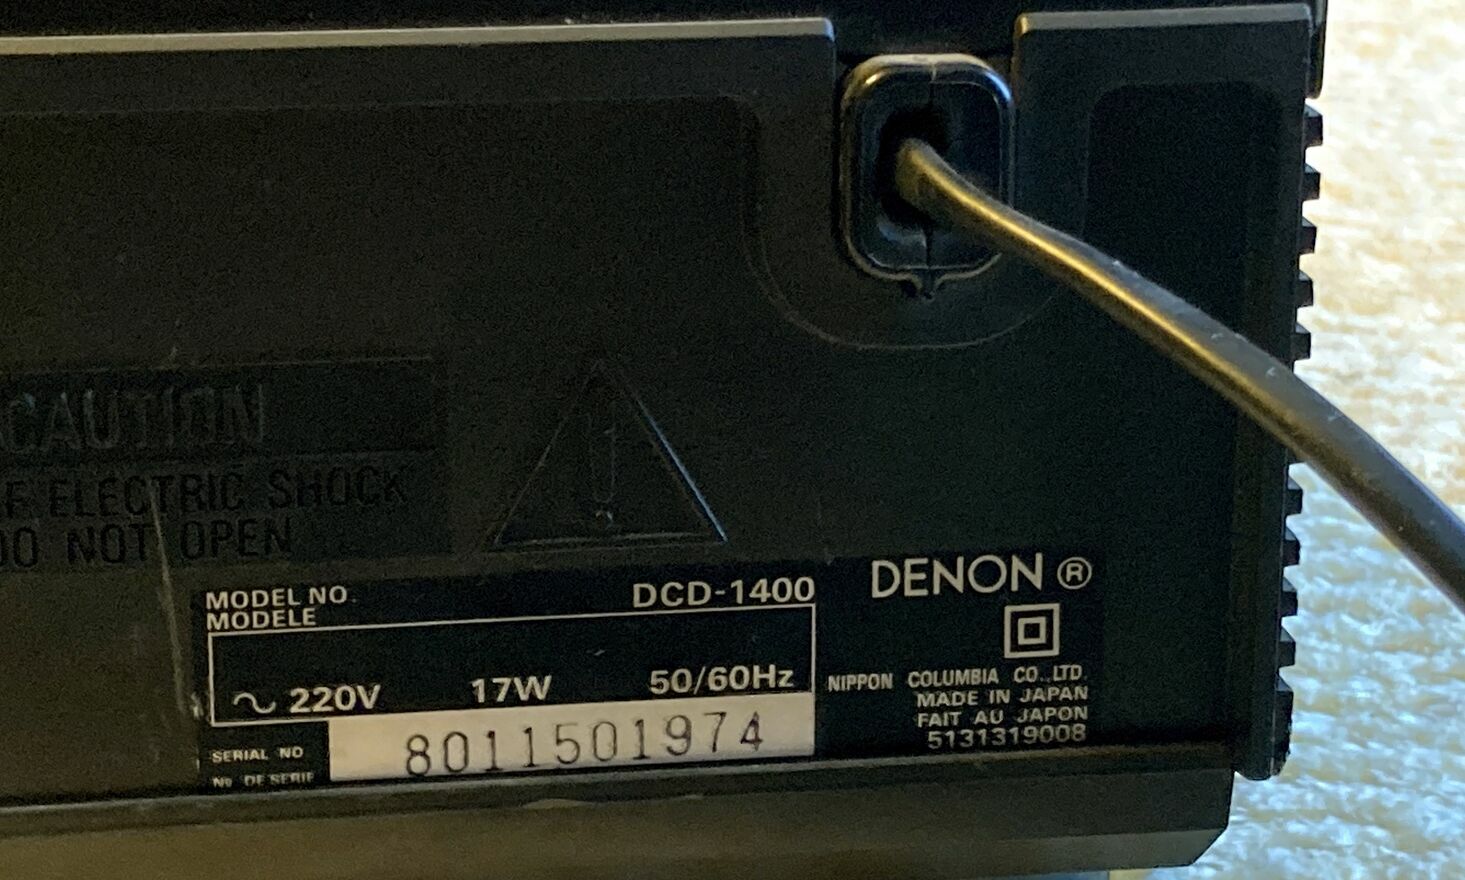 CAUTION
F ELECTRIC SHOCK
DO NOT OPEN
MODEL NO.
MODELE
DCD-1400
DENON ®
~ 220V 17W 50/60Hz
NIPPON COLUMBIA CO.,LTD.
MADE IN JAPAN
FAIT AU JAPON
5131319008
SERIAL NO
No DE SERIE
8011501974